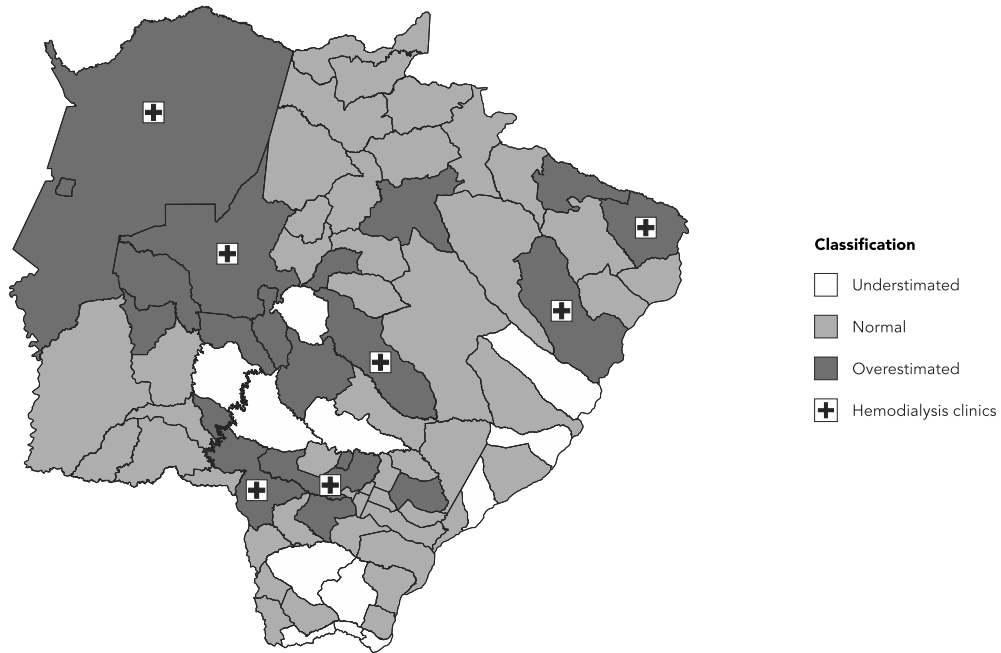 Classification
Understimated
Normal
Overestimated
Hemodialysis clinics